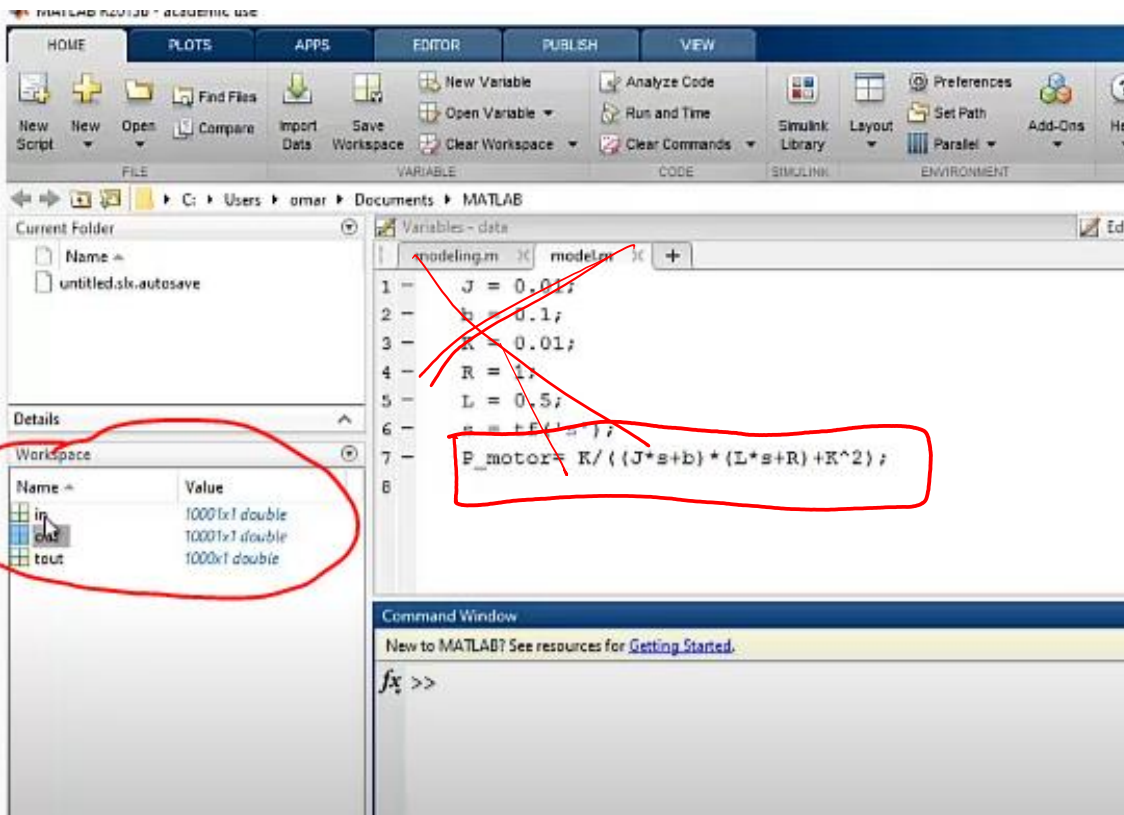 MATLAB R2013b - academic use
HOME PLOTS APPS EDITOR PUBLISH VIEW
New Script
New
Open
Find Files
Compare
Import Data
Save Workspace
New Variable
Open Variable
Clear Workspace
Analyze Code
Run and Time
Clear Commands
Simulink Library
Layout
Preferences
Set Path
Parallel
Add-Ons
FILE VARIABLE CODE SIMULINK ENVIRONMENT
C: Users omar Documents MATLAB
Current Folder
Name
untitled.slx.autosave
Details
Workspace
Name Value
in 10001x1 double
out 10001x1 double
tout 1000x1 double
Variables - data
modeling.m model.m +
1 - J = 0.01;
2 - b = 0.1;
3 - K = 0.01;
4 - R = 1;
5 - L = 0.5;
6 - s = tf('s');
7 - P_motor= K/((J*s+b)*(L*s+R)+K^2);
8
Command Window
New to MATLAB? See resources for Getting Started.
fx >>